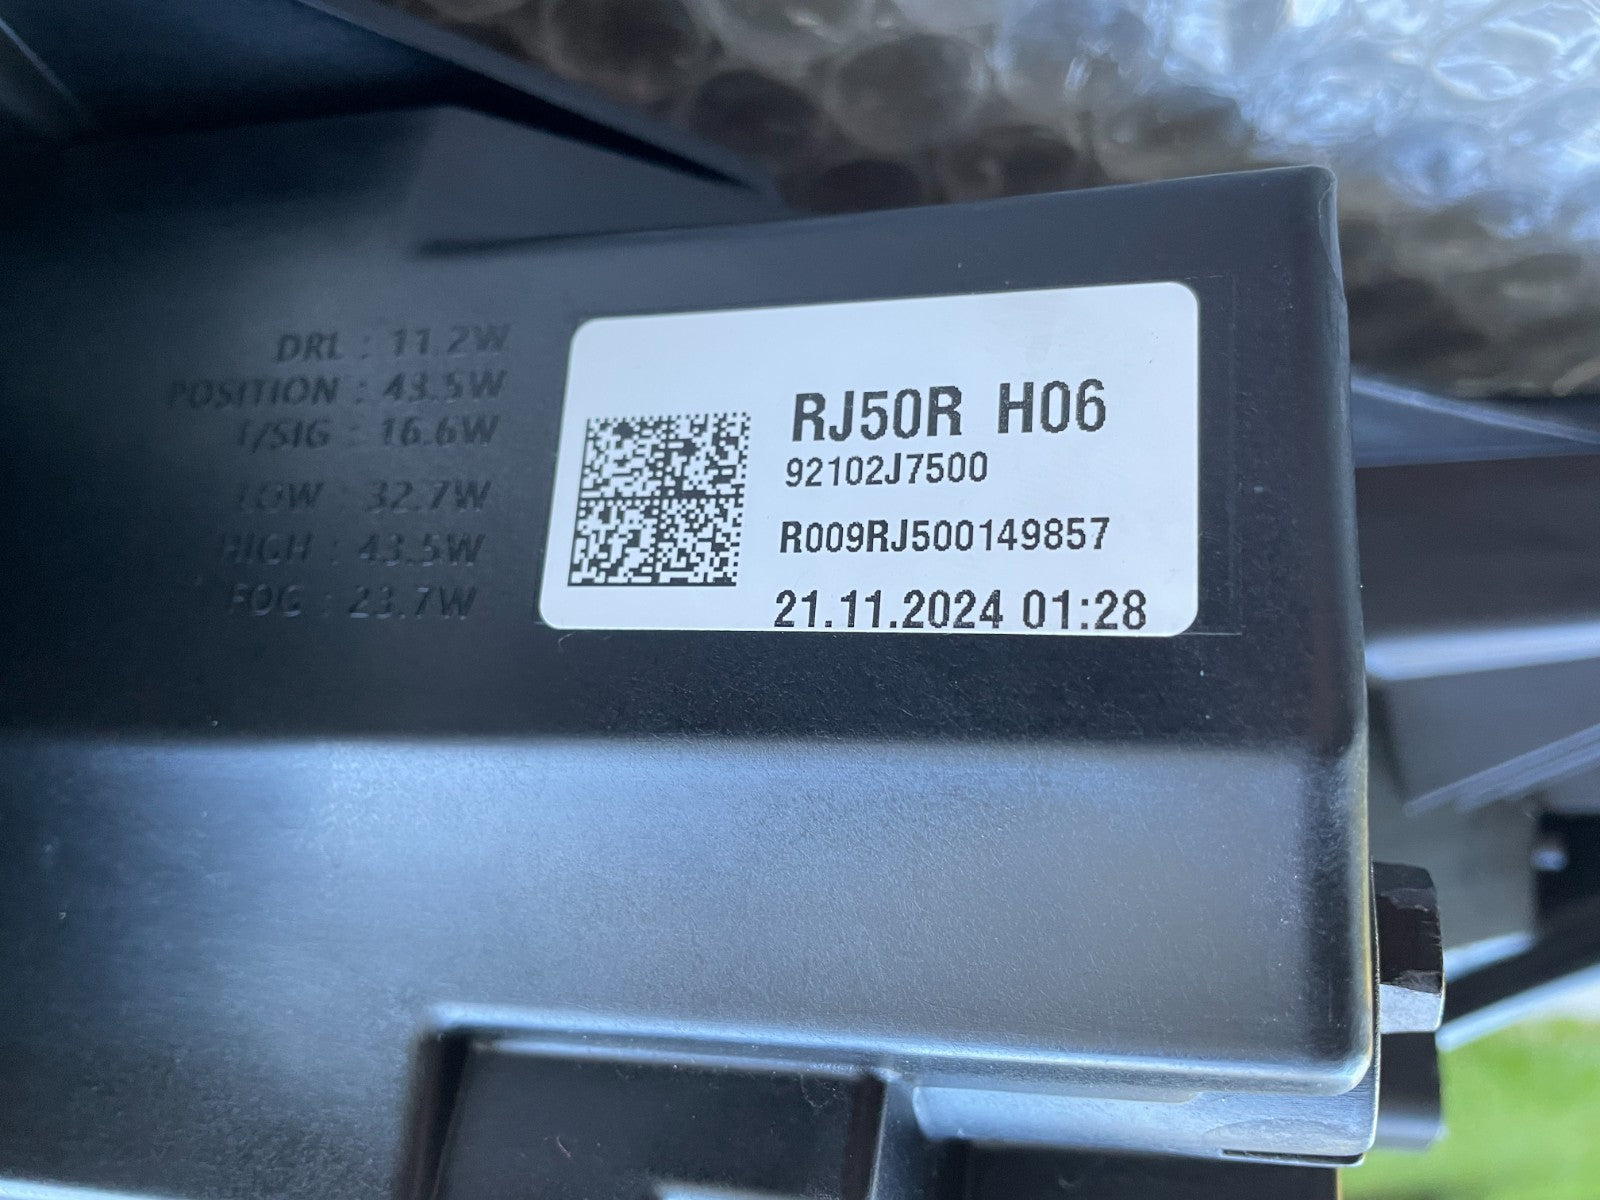 DRL : 11.2W
POSITION : 43.5W
T/SIG : 16.6W
LOW : 32.7W
HIGH : 43.5W
FOG : 23.7W
RJ50R H06
92102J7500
R009RJ500149857
21.11.2024 01:28